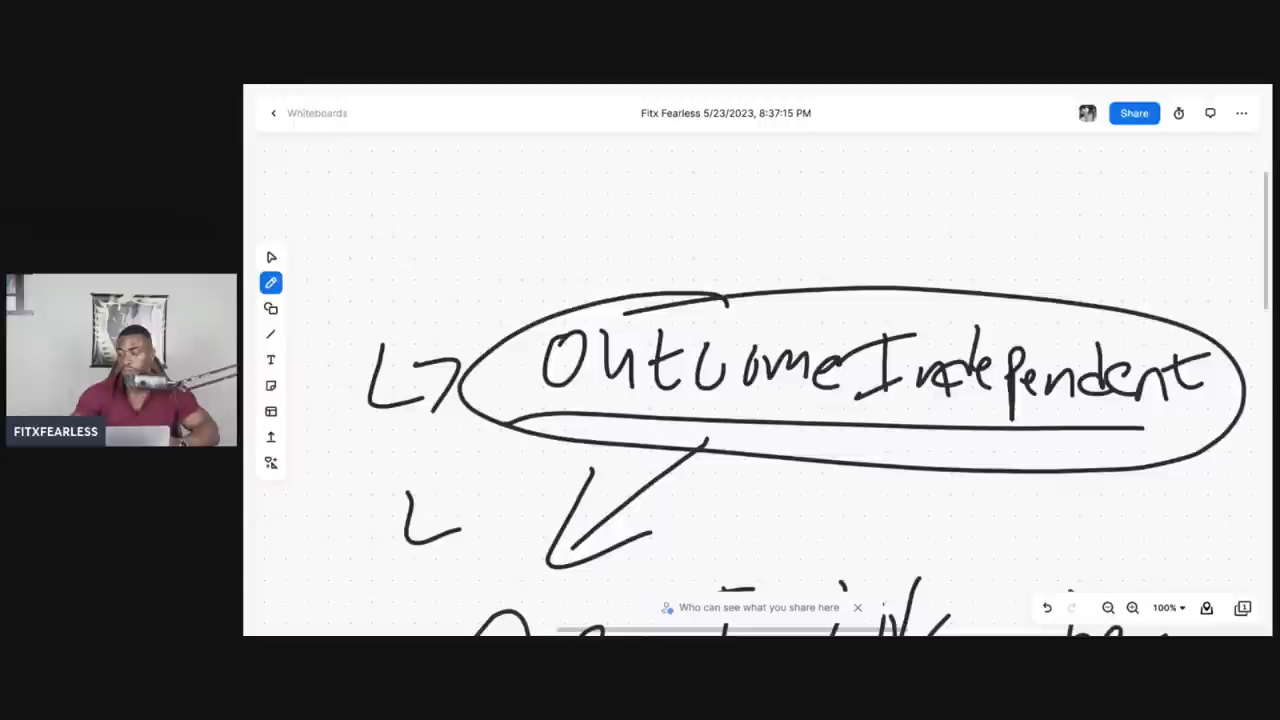 Whiteboards
Fitx Fearless 5/23/2023, 8:37:15 PM
Share
Outcome Independent
FITXFEARLESS
Who can see what you share here
100%
1